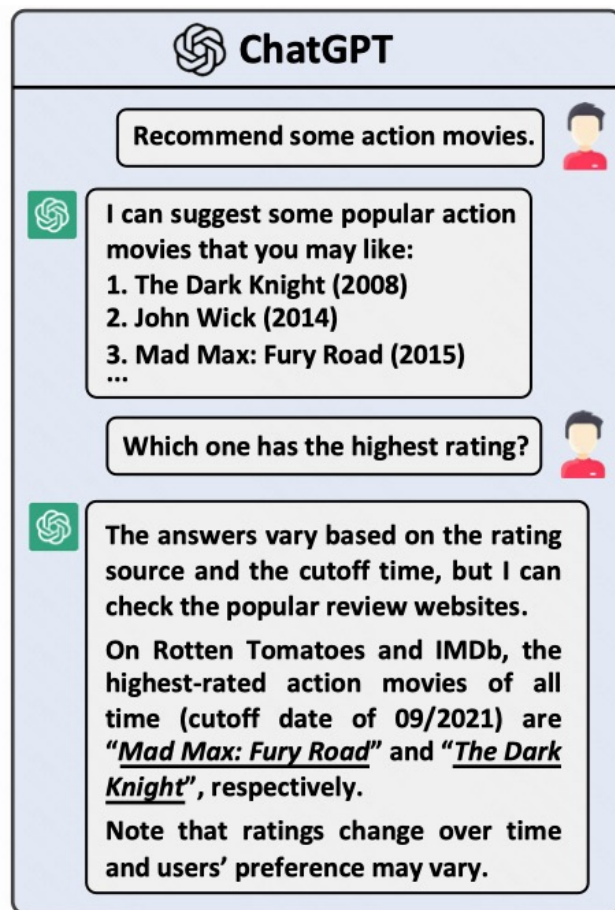 ChatGPT
Recommend some action movies.
I can suggest some popular action
movies that you may like:
1. The Dark Knight (2008)
2. John Wick (2014)
3. Mad Max: Fury Road (2015)
...
Which one has the highest rating?
The answers vary based on the rating
source and the cutoff time, but I can
check the popular review websites.
On Rotten Tomatoes and IMDb, the
highest-rated action movies of all
time (cutoff date of 09/2021) are
“Mad Max: Fury Road” and “The Dark
Knight”, respectively.
Note that ratings change over time
and users’ preference may vary.